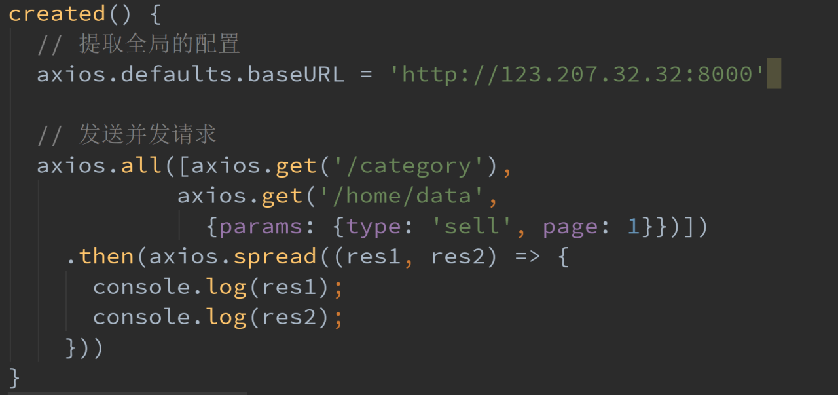 created() {
// 提取全局的配置
axios.defaults.baseURL = 'http://123.207.32.32:8000'
// 发送并发请求
axios.all([axios.get('/category'),
axios.get('/home/data',
{params: {type: 'sell', page: 1}})])
.then(axios.spread((res1, res2) => {
console.log(res1);
console.log(res2);
}))
}